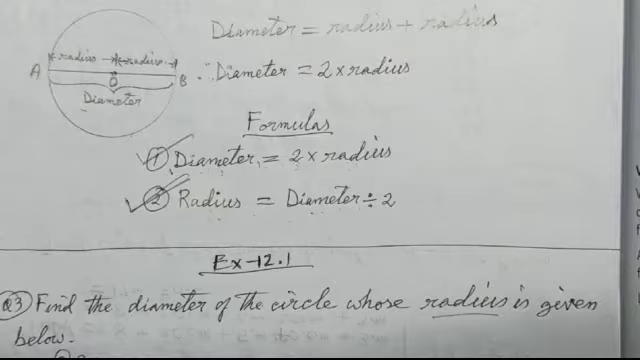 Diameter = radius + radius
radius radius
A O B
∴ Diameter = 2 × radius
Diameter
Formulas
① Diameter = 2 × radius
② Radius = Diameter ÷ 2
Ex-12.1
Q3 Find the diameter of the circle whose radius is given
below.